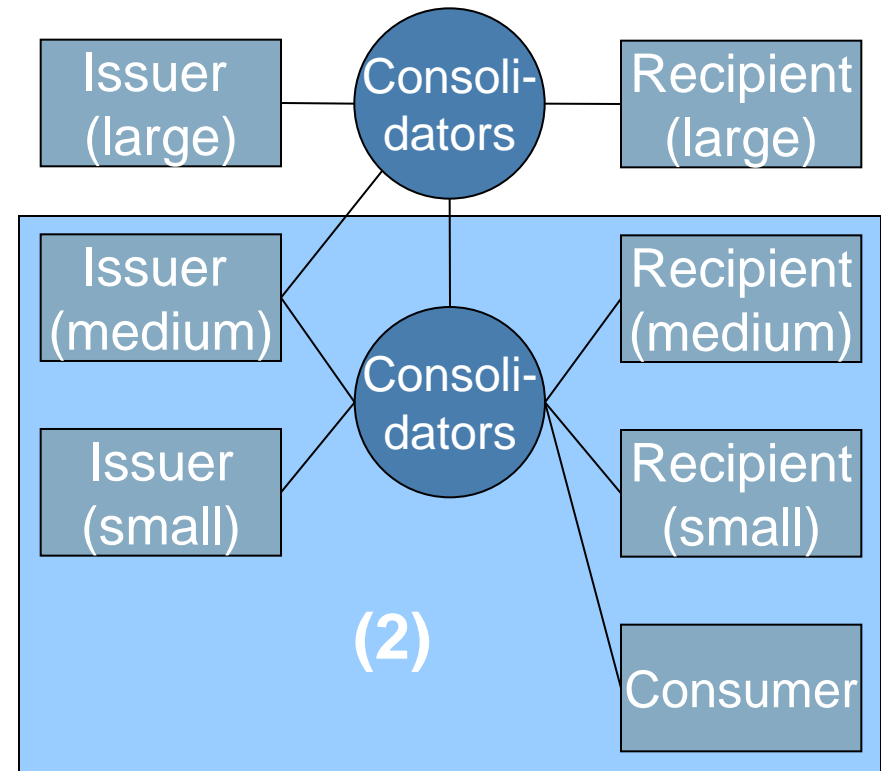 Issuer
(large)
Consoli-
dators
Recipient
(large)
Issuer
(medium)
Consoli-
dators
Recipient
(medium)
Issuer
(small)
Recipient
(small)
(2)
Consumer